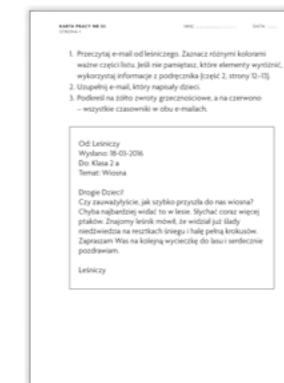 KARTA PRACY NR 53 IMIĘ DATA
STRONA 1
1. Przeczytaj e-mail od leśniczego. Zaznacz różnymi kolorami
ważne części listu. Jeśli nie pamiętasz, które elementy wyróżnić,
wykorzystaj informacje z podręcznika (część 2, strony 12–13).
2. Uzupełnij e-mail, który napisały dzieci.
3. Podkreśl na żółto zwroty grzecznościowe, a na czerwono
– wszystkie czasowniki w obu e-mailach.
Od: Leśniczy
Wysłano: 18-03-2016
Do: Klasa 2 a
Temat: Wiosna
Drogie Dzieci!
Czy zauważyłyście, jak szybko przyszła do nas wiosna?
Chyba najbardziej widać to w lesie. Słychać coraz więcej
ptaków. Znajomy leśnik mówił, że widział już ślady
niedźwiedzia na resztkach śniegu i halę pełną krokusów.
Zapraszam Was na kolejną wycieczkę do lasu i serdecznie
pozdrawiam.
Leśniczy